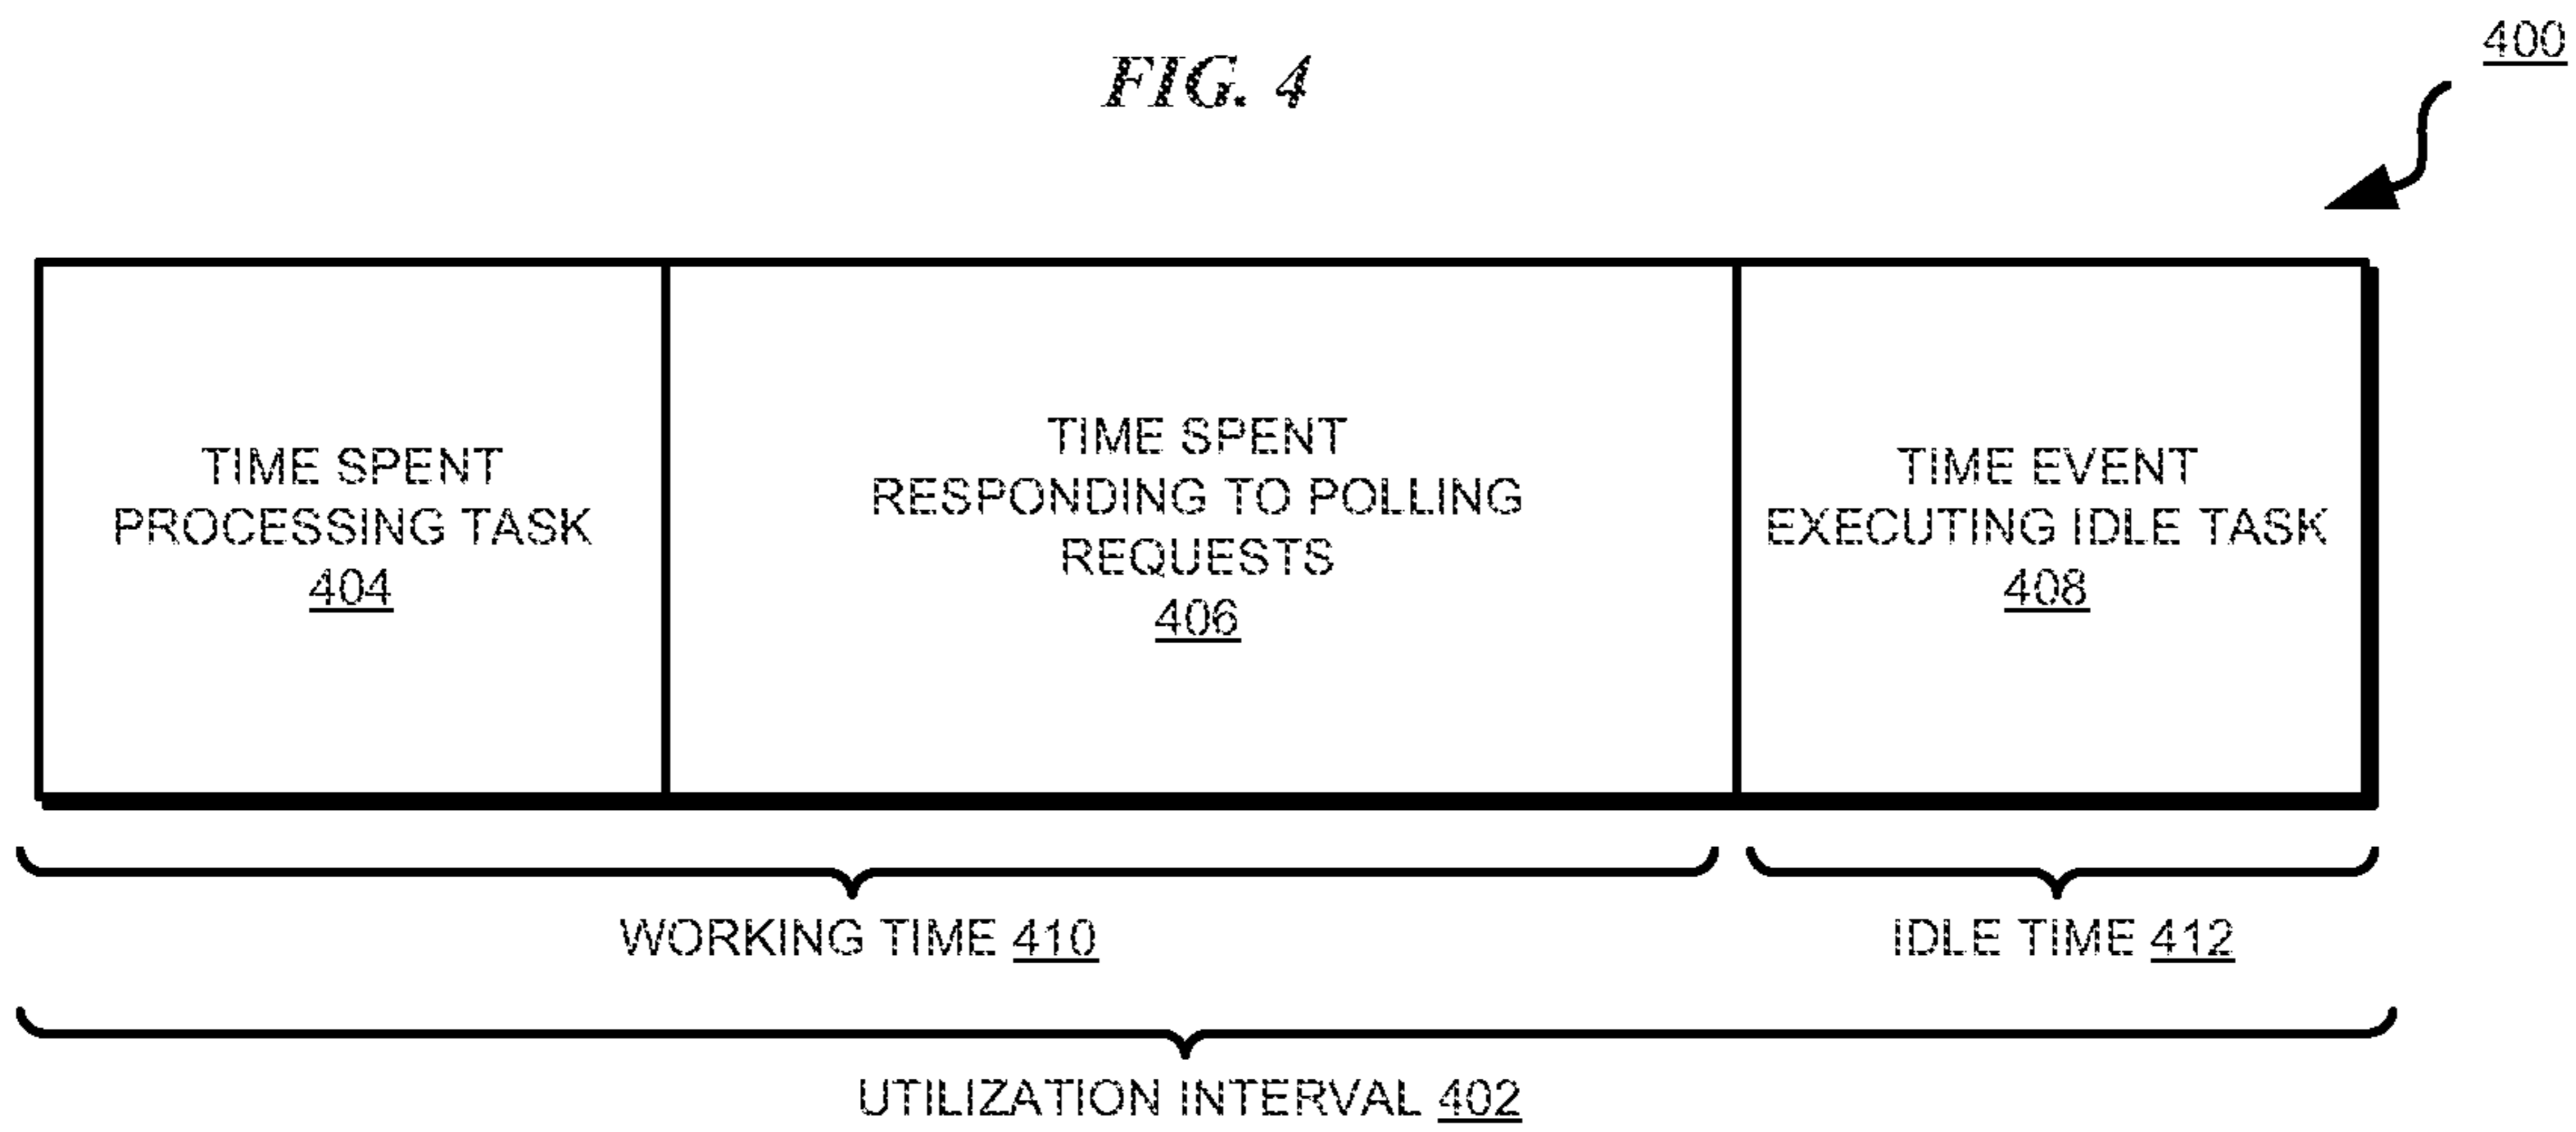 400
FIG. 4
TIME SPENT
PROCESSING TASK
404
TIME SPENT
RESPONDING TO POLLING
REQUESTS
406
TIME EVENT
EXECUTING IDLE TASK
408
WORKING TIME 410
IDLE TIME 412
UTILIZATION INTERVAL 402